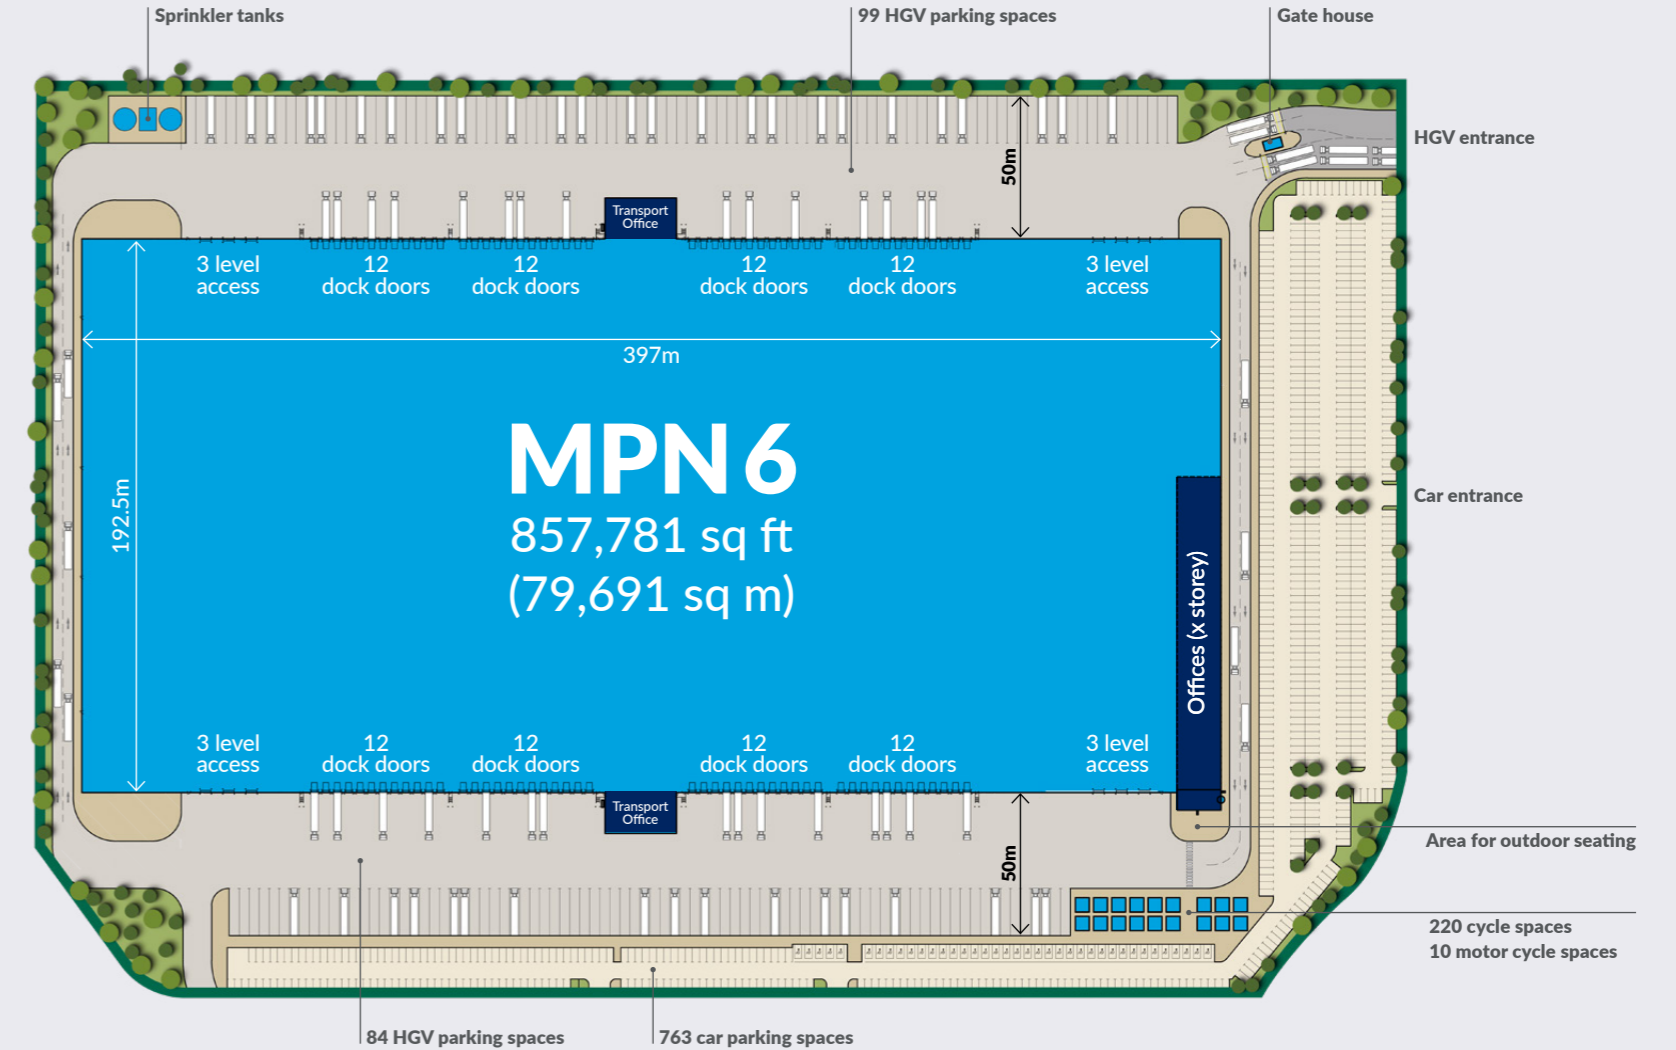 Sprinkler tanks
99 HGV parking spaces
Gate house
HGV entrance
50m
Transport
Office
3 level
access
12
dock doors
12
dock doors
12
dock doors
12
dock doors
3 level
access
397m
192.5m
MPN 6
857,781 sq ft
(79,691 sq m)
Car entrance
Offices (x storey)
3 level
access
12
dock doors
12
dock doors
12
dock doors
12
dock doors
3 level
access
Transport
Office
50m
Area for outdoor seating
220 cycle spaces
10 motor cycle spaces
84 HGV parking spaces
763 car parking spaces